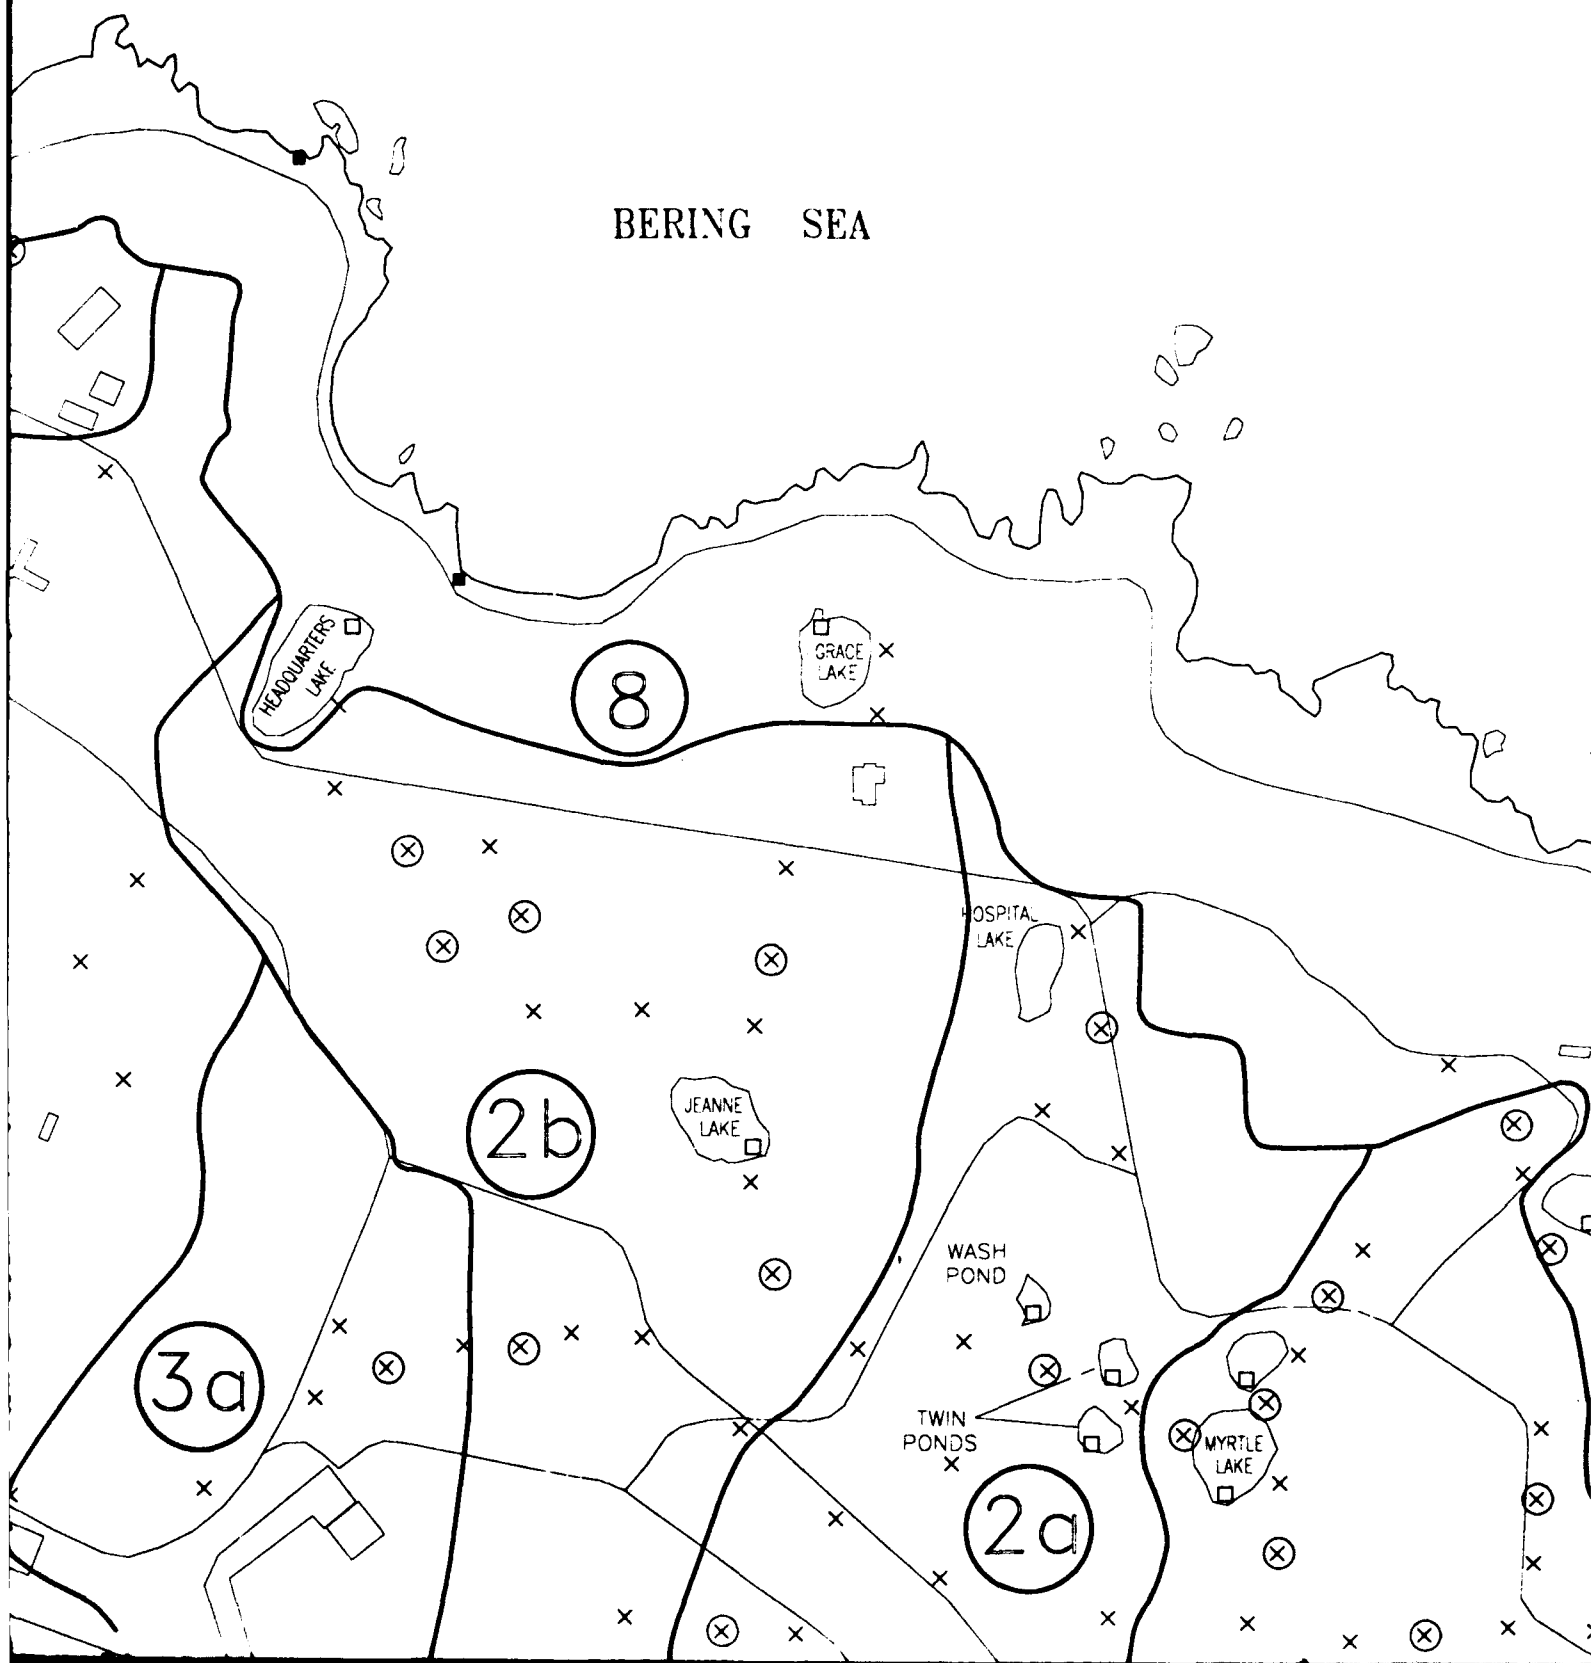 BERING SEA
HEADQUARTERS
LAKE
GRACE
LAKE
8
HOSPITAL
LAKE
JEANNE
LAKE
2b
WASH
POND
3a
TWIN
PONDS
MYRTLE
LAKE
2a